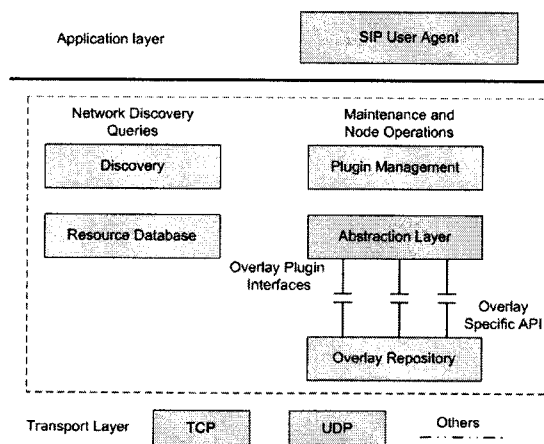 Application layer
SIP User Agent
Network Discovery
Queries
Maintenance and
Node Operations
Discovery
Plugin Management
Resource Database
Abstraction Layer
Overlay Plugin
Interfaces
Overlay
Specific API
Overlay Repository
Transport Layer
TCP
UDP
Others